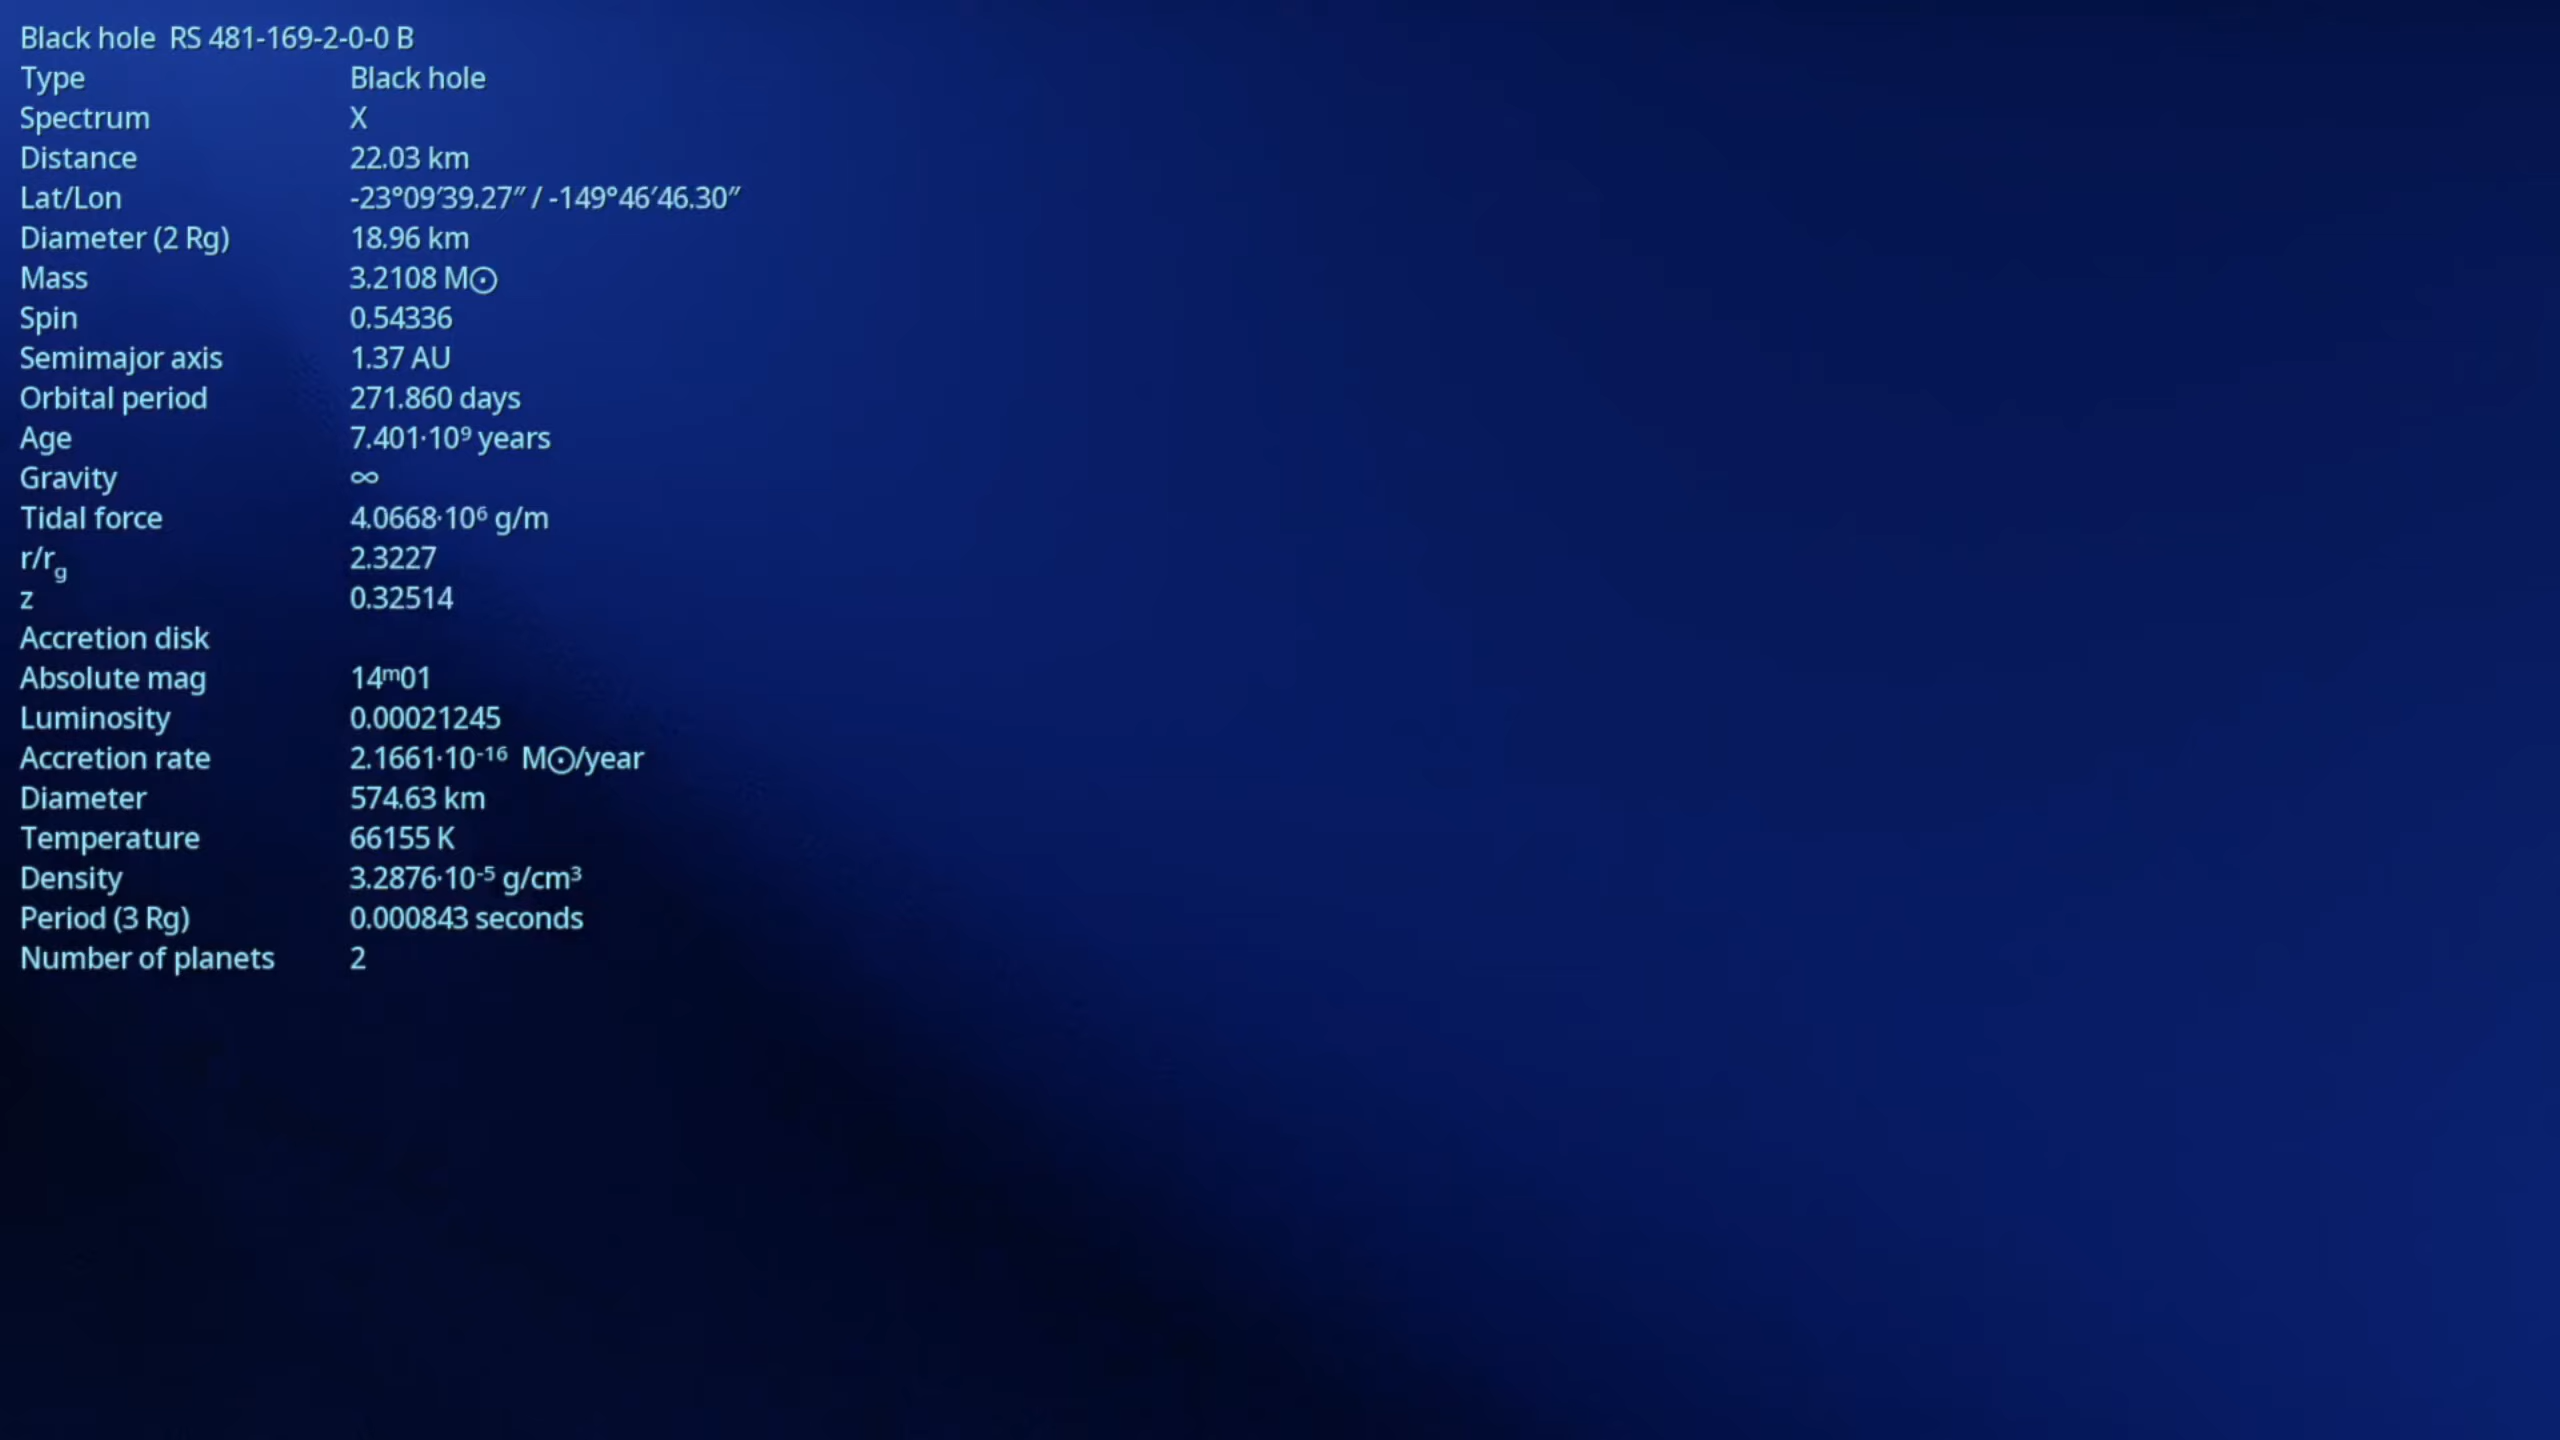 Black hole RS 481-169-2-0-0 B
Type Black hole
Spectrum X
Distance 22.03 km
Lat/Lon -23°09′39.27″ / -149°46′46.30″
Diameter (2 Rg) 18.96 km
Mass 3.2108 M☉
Spin 0.54336
Semimajor axis 1.37 AU
Orbital period 271.860 days
Age 7.401·10⁹ years
Gravity ∞
Tidal force 4.0668·10⁶ g/m
r/rg 2.3227
z 0.32514
Accretion disk
Absolute mag 14ᵐ01
Luminosity 0.00021245
Accretion rate 2.1661·10⁻¹⁶ M☉/year
Diameter 574.63 km
Temperature 66155 K
Density 3.2876·10⁻⁵ g/cm³
Period (3 Rg) 0.000843 seconds
Number of planets 2